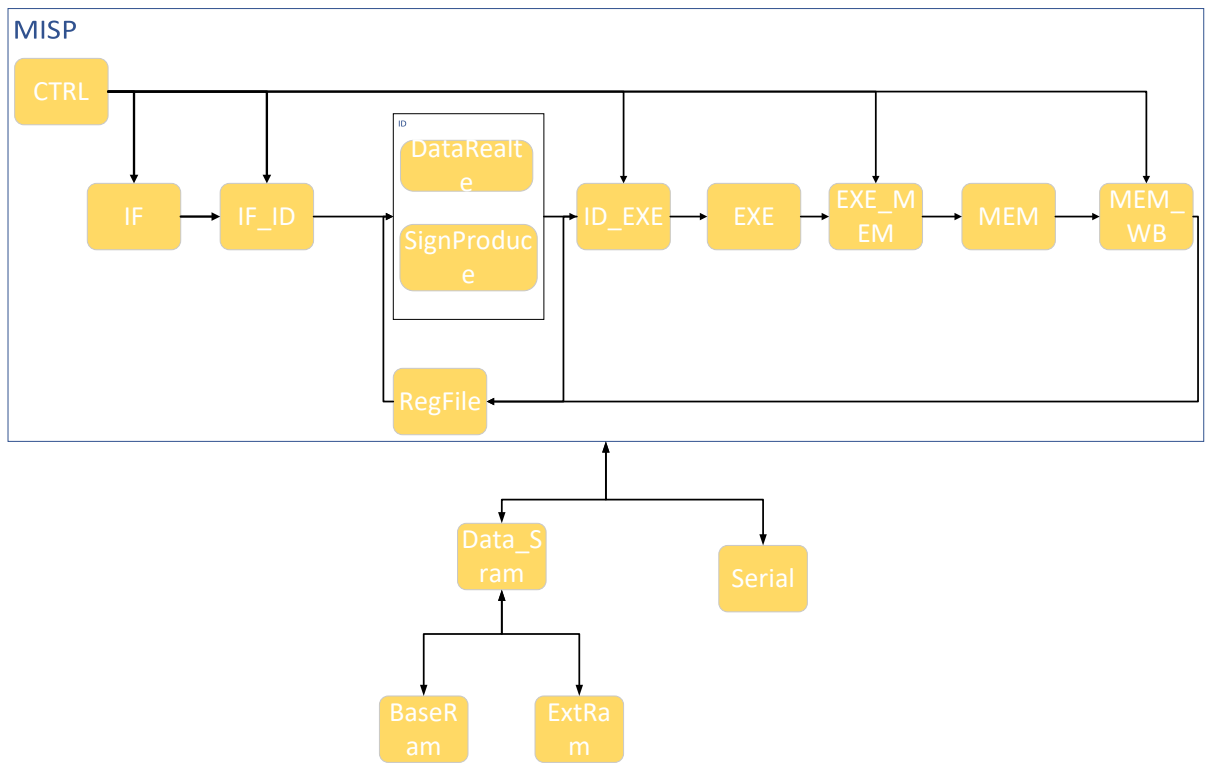 MISP
CTRL
ID
DataRealt
e
IF
IF_ID
SignProduc
e
ID_EXE
EXE
EXE_M
EM
MEM
MEM_
WB
RegFile
Data_S
ram
Serial
BaseR
am
ExtRa
m